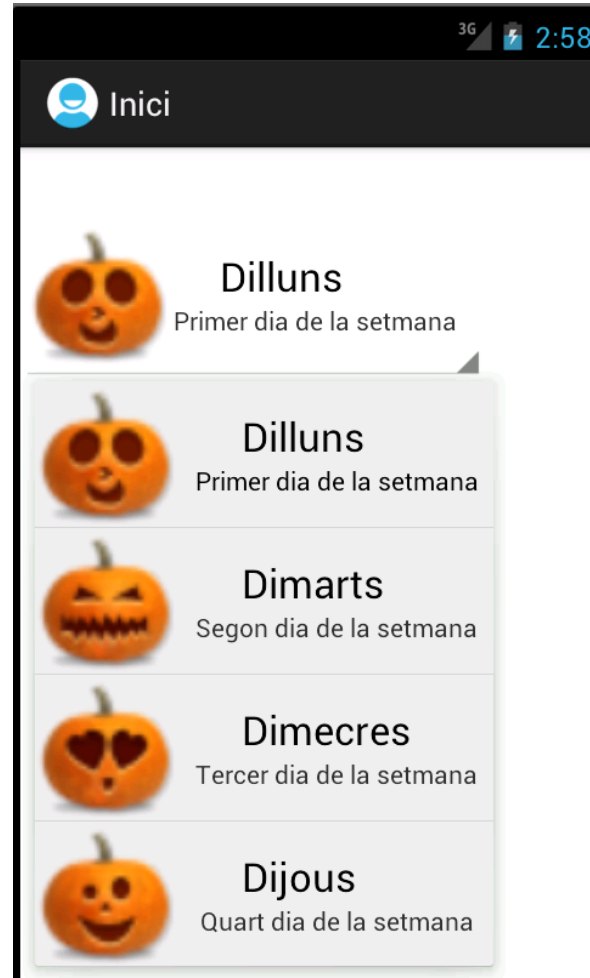 3G 2:58
Inici
Dilluns
Primer dia de la setmana
Dilluns
Primer dia de la setmana
Dimarts
Segon dia de la setmana
Dimecres
Tercer dia de la setmana
Dijous
Quart dia de la setmana